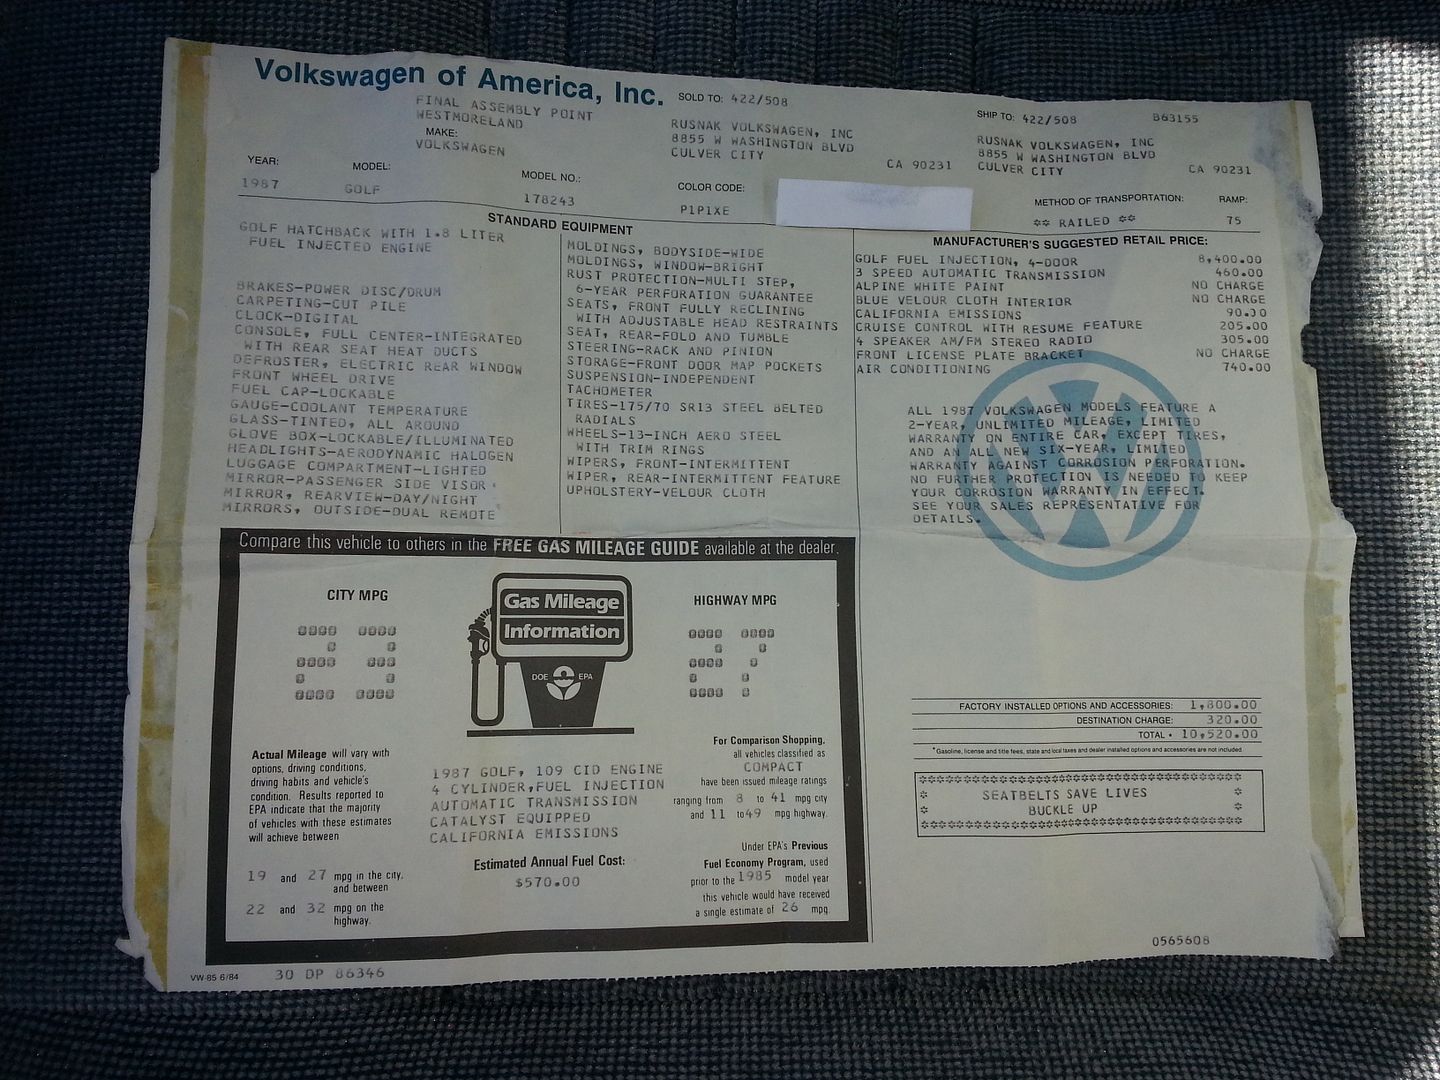 Volkswagen of America, Inc.
FINAL ASSEMBLY POINT
WESTMORELAND
MAKE:
VOLKSWAGEN
SOLD TO: 422/508
RUSNAK VOLKSWAGEN, INC
8855 W WASHINGTON BLVD
CULVER CITY CA 90231
SHIP TO: 422/508 B63155
RUSNAK VOLKSWAGEN, INC
8855 W WASHINGTON BLVD
CULVER CITY CA 90231
YEAR: MODEL: MODEL NO.: COLOR CODE:
1987 GOLF 178243 P1P1XE
METHOD OF TRANSPORTATION: RAMP:
** RAILED ** 75
STANDARD EQUIPMENT
GOLF HATCHBACK WITH 1.8 LITER
FUEL INJECTED ENGINE
BRAKES-POWER DISC/DRUM
CARPETING-CUT PILE
CLOCK-DIGITAL
CONSOLE, FULL CENTER-INTEGRATED
WITH REAR SEAT HEAT DUCTS
DEFROSTER, ELECTRIC REAR WINDOW
FRONT WHEEL DRIVE
FUEL CAP-LOCKABLE
GAUGE-COOLANT TEMPERATURE
GLASS-TINTED, ALL AROUND
GLOVE BOX-LOCKABLE/ILLUMINATED
HEADLIGHTS-AERODYNAMIC HALOGEN
LUGGAGE COMPARTMENT-LIGHTED
MIRROR-PASSENGER SIDE VISOR
MIRROR, REARVIEW-DAY/NIGHT
MIRRORS, OUTSIDE-DUAL REMOTE
MOLDINGS, BODYSIDE-WIDE
MOLDINGS, WINDOW-BRIGHT
RUST PROTECTION-MULTI STEP,
6-YEAR PERFORATION GUARANTEE
SEATS, FRONT FULLY RECLINING
WITH ADJUSTABLE HEAD RESTRAINTS
SEAT, REAR-FOLD AND TUMBLE
STEERING-RACK AND PINION
STORAGE-FRONT DOOR MAP POCKETS
SUSPENSION-INDEPENDENT
TACHOMETER
TIRES-175/70 SR13 STEEL BELTED
RADIALS
WHEELS-13-INCH AERO STEEL
WITH TRIM RINGS
WIPERS, FRONT-INTERMITTENT
WIPER, REAR-INTERMITTENT FEATURE
UPHOLSTERY-VELOUR CLOTH
MANUFACTURER'S SUGGESTED RETAIL PRICE:
GOLF FUEL INJECTION, 4-DOOR 8,400.00
3 SPEED AUTOMATIC TRANSMISSION 460.00
ALPINE WHITE PAINT NO CHARGE
BLUE VELOUR CLOTH INTERIOR NO CHARGE
CALIFORNIA EMISSIONS 90.00
CRUISE CONTROL WITH RESUME FEATURE 205.00
4 SPEAKER AM/FM STEREO RADIO 305.00
FRONT LICENSE PLATE BRACKET NO CHARGE
AIR CONDITIONING 740.00
ALL 1987 VOLKSWAGEN MODELS FEATURE A
2-YEAR, UNLIMITED MILEAGE, LIMITED
WARRANTY ON ENTIRE CAR, EXCEPT TIRES,
AND AN ALL NEW SIX-YEAR, LIMITED
WARRANTY AGAINST CORROSION PERFORATION.
NO FURTHER PROTECTION IS NEEDED TO KEEP
YOUR CORROSION WARRANTY IN EFFECT.
SEE YOUR SALES REPRESENTATIVE FOR
DETAILS.
Compare this vehicle to others in the FREE GAS MILEAGE GUIDE available at the dealer.
CITY MPG
23
Gas Mileage
Information
DOE EPA
HIGHWAY MPG
27
Actual Mileage will vary with
options, driving conditions,
driving habits and vehicle's
condition. Results reported to
EPA indicate that the majority
of vehicles with these estimates
will achieve between
19 and 27 mpg in the city,
and between
22 and 32 mpg on the
highway.
1987 GOLF, 109 CID ENGINE
4 CYLINDER,FUEL INJECTION
AUTOMATIC TRANSMISSION
CATALYST EQUIPPED
CALIFORNIA EMISSIONS
Estimated Annual Fuel Cost:
$570.00
For Comparison Shopping,
all vehicles classified as
COMPACT
have been issued mileage ratings
ranging from 8 to 41 mpg city
and 11 to 49 mpg highway.
Under EPA's Previous
Fuel Economy Program, used
prior to the 1985 model year
this vehicle would have received
a single estimate of 26 mpg.
FACTORY INSTALLED OPTIONS AND ACCESSORIES: 1,800.00
DESTINATION CHARGE: 320.00
TOTAL * 10,520.00
*Gasoline, license and title fees, state and local taxes and dealer installed options and accessories are not included.
SEATBELTS SAVE LIVES
BUCKLE UP
0565608
VW-85 6/84 30 DP 86346